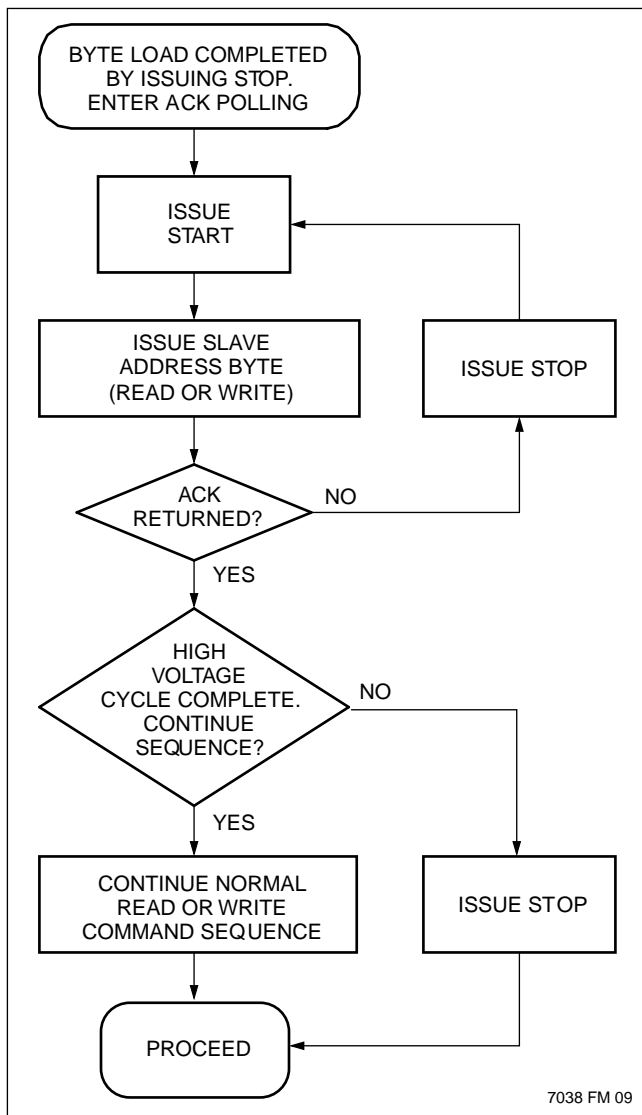 BYTE LOAD COMPLETED
BY ISSUING STOP.
ENTER ACK POLLING
ISSUE
START
ISSUE SLAVE
ADDRESS BYTE
(READ OR WRITE)
ISSUE STOP
ACK
RETURNED?
NO
YES
HIGH
VOLTAGE
CYCLE COMPLETE.
CONTINUE
SEQUENCE?
NO
YES
CONTINUE NORMAL
READ OR WRITE
COMMAND SEQUENCE
ISSUE STOP
PROCEED
7038 FM 09